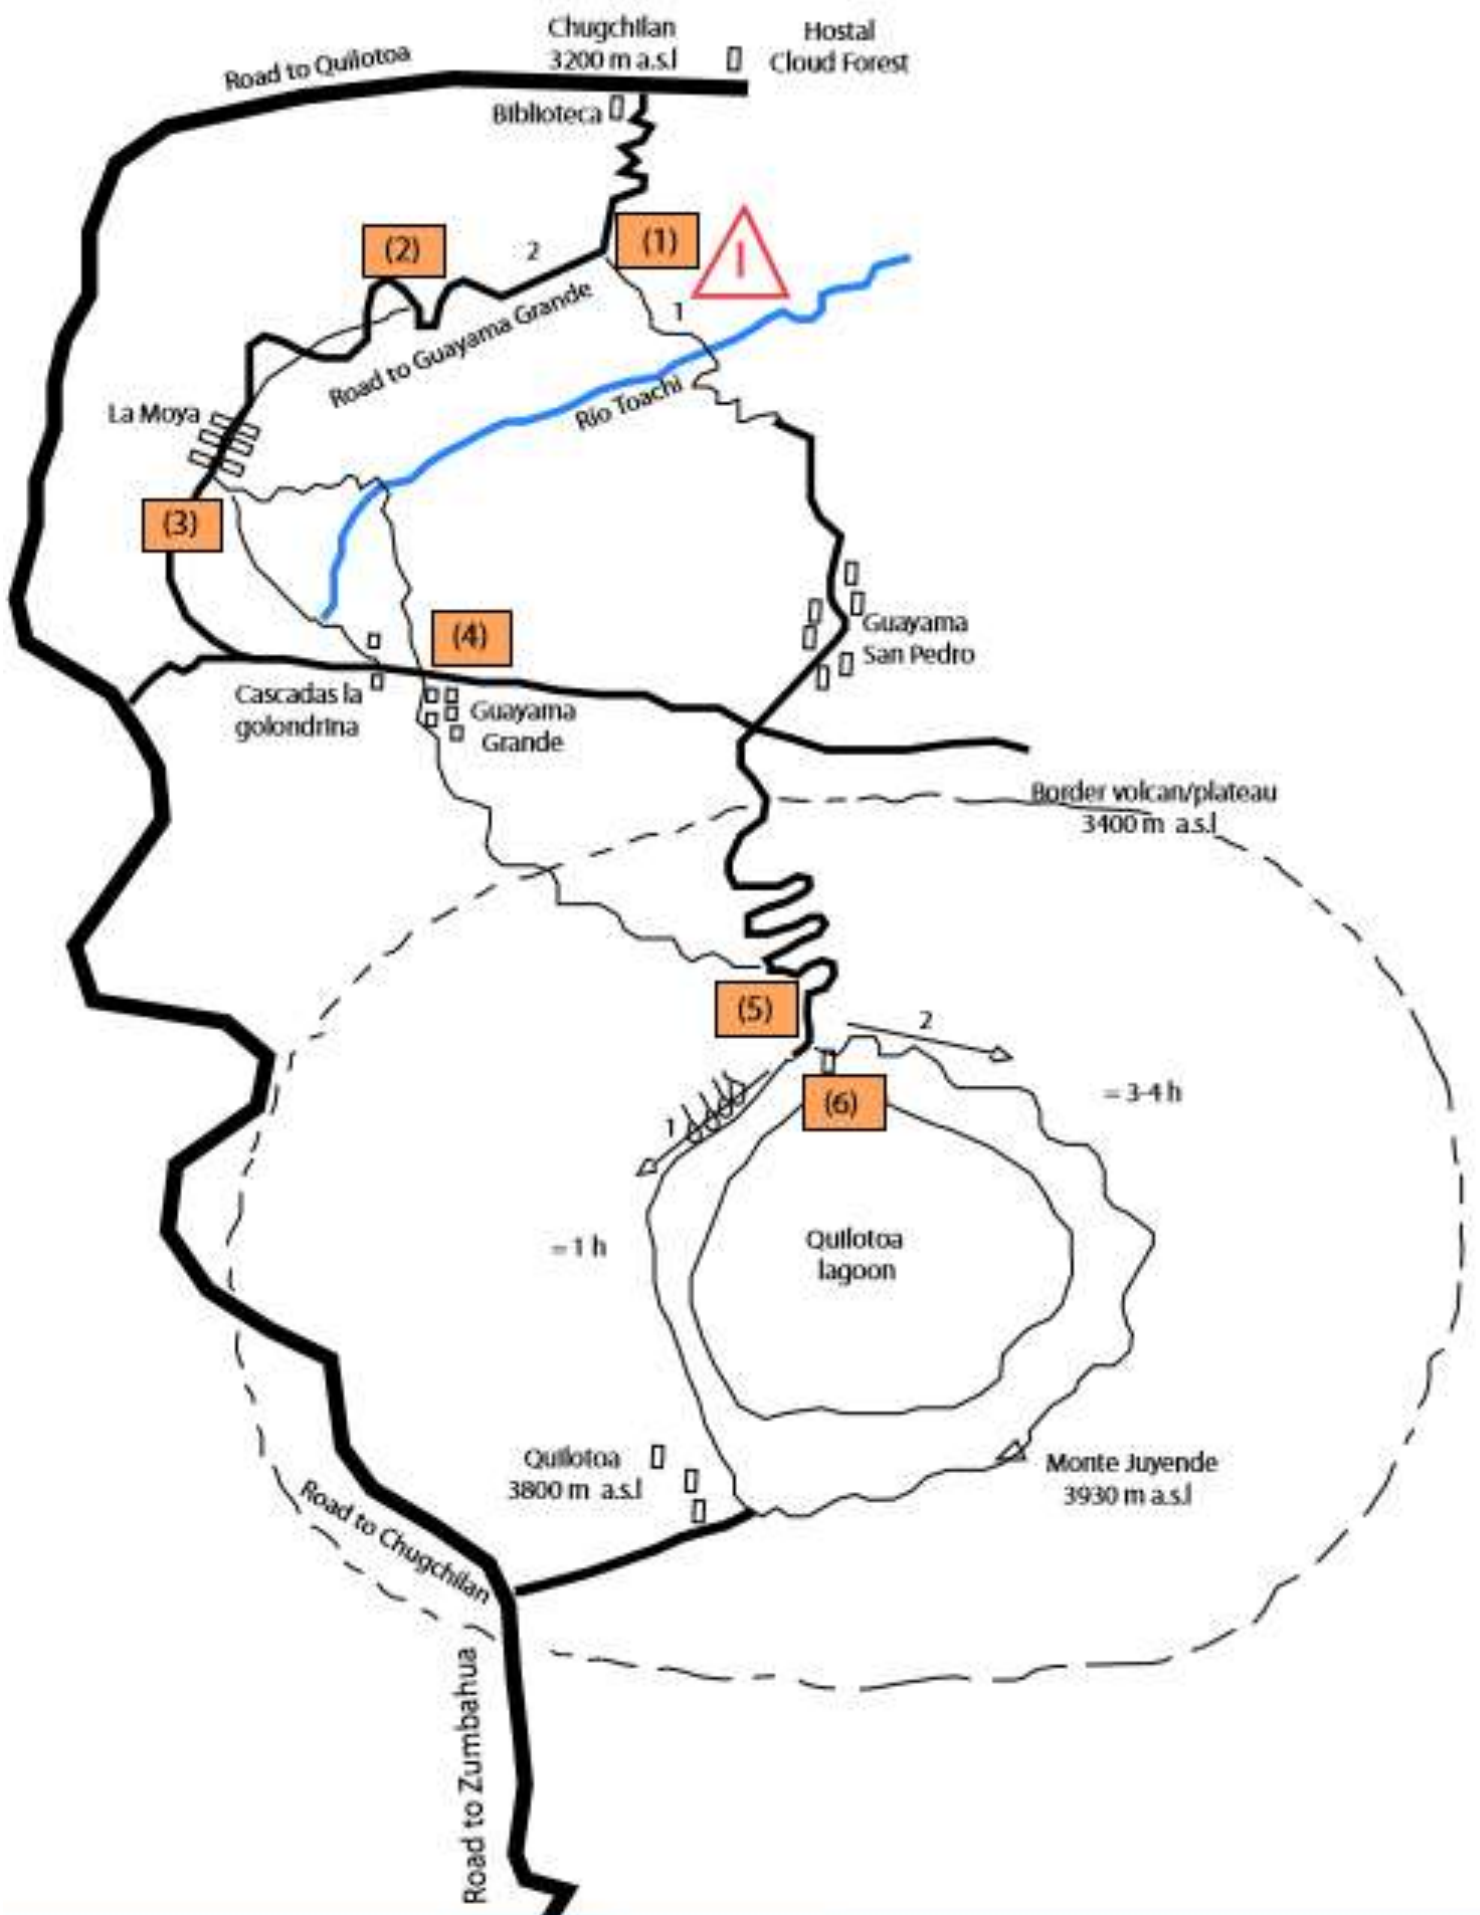 Chugchilan
3200 m a.s.l
Hostal
Cloud Forest
Road to Quilotoa
Biblioteca
(1)
(2)
2
1
Road to Guayama Grande
Rio Toachi
La Moya
(3)
(4)
Guayama
San Pedro
Cascadas la
golondrina
Guayama
Grande
Border volcan/plateau
3400 m a.s.l
(5)
2
(6)
= 3-4 h
1
= 1 h
Quilotoa
lagoon
Quilotoa
3800 m a.s.l
Monte Juyende
3930 m a.s.l
Road to Chugchilan
Road to Zumbahua